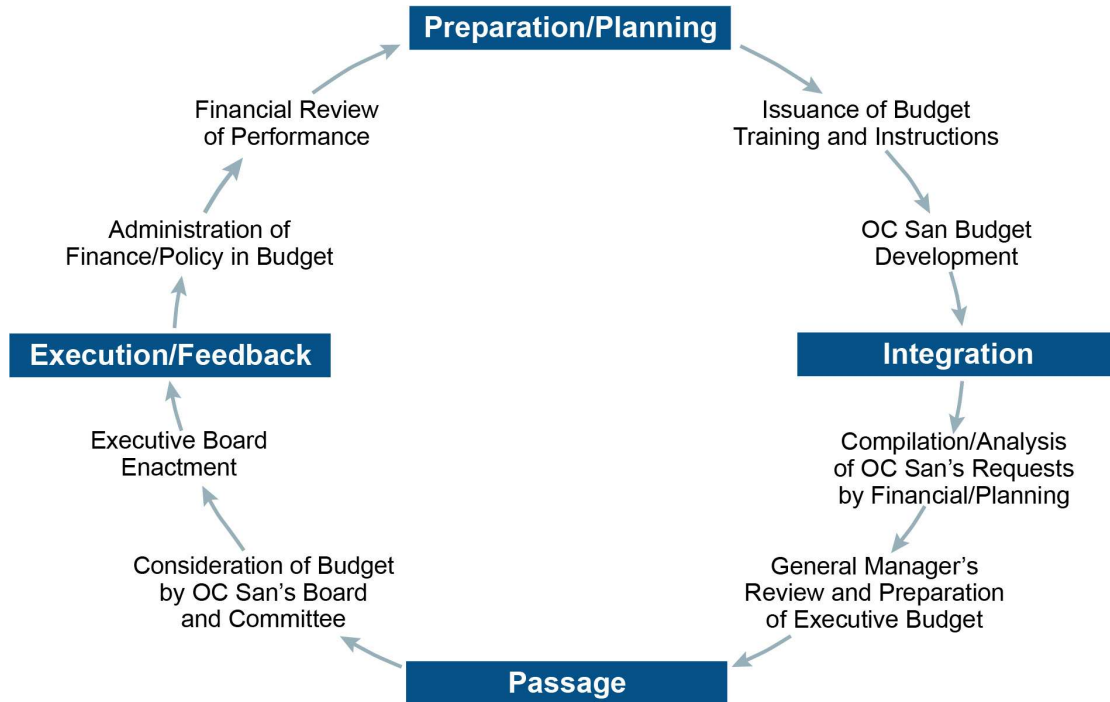 Preparation/Planning
Issuance of Budget
Training and Instructions
OC San Budget
Development
Integration
Compilation/Analysis
of OC San’s Requests
by Financial/Planning
General Manager’s
Review and Preparation
of Executive Budget
Passage
Consideration of Budget
by OC San’s Board
and Committee
Executive Board
Enactment
Execution/Feedback
Administration of
Finance/Policy in Budget
Financial Review
of Performance